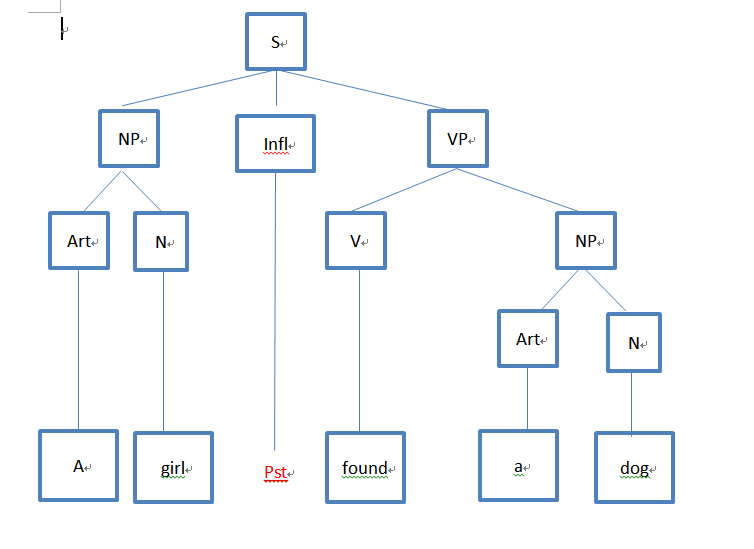 S
NP Infl VP
Art N V NP
Art N
A girl Pst found a dog